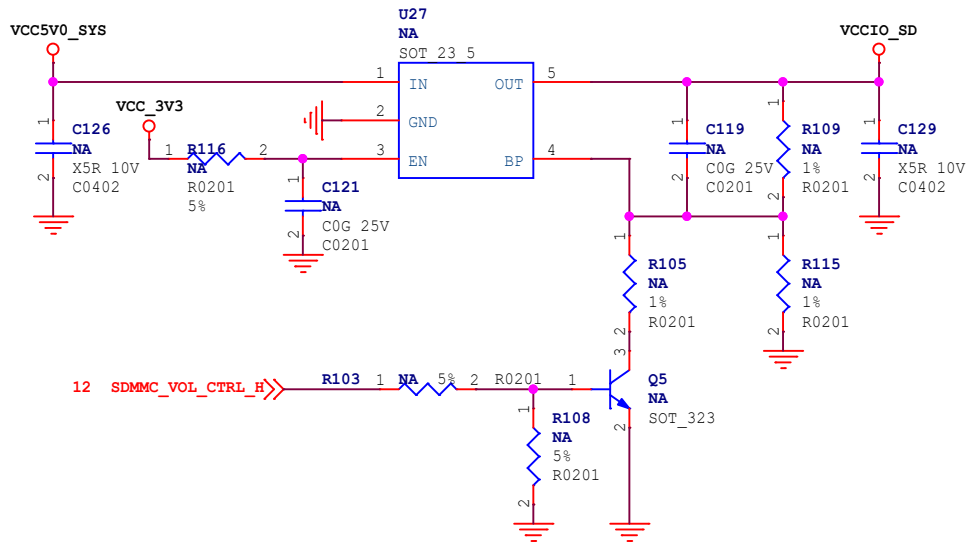 U27
NA
SOT_23_5
VCC5V0_SYS
VCCIO_SD
1 IN
OUT 5
2 GND
3 EN
BP 4
VCC_3V3
1 R116 2
NA
R0201
5%
1
C126
NA
X5R 10V
C0402
2
1
C121
NA
C0G 25V
C0201
2
1
C119
NA
C0G 25V
C0201
2
1
R109
NA
1%
R0201
2
1
C129
NA
X5R 10V
C0402
2
1
R105
NA
1%
R0201
2
1
R115
NA
1%
R0201
2
12 SDMMC_VOL_CTRL_H
R103 1 NA 5% 2 R0201 1
3
Q5
NA
SOT_323
2
1
R108
NA
5%
R0201
2